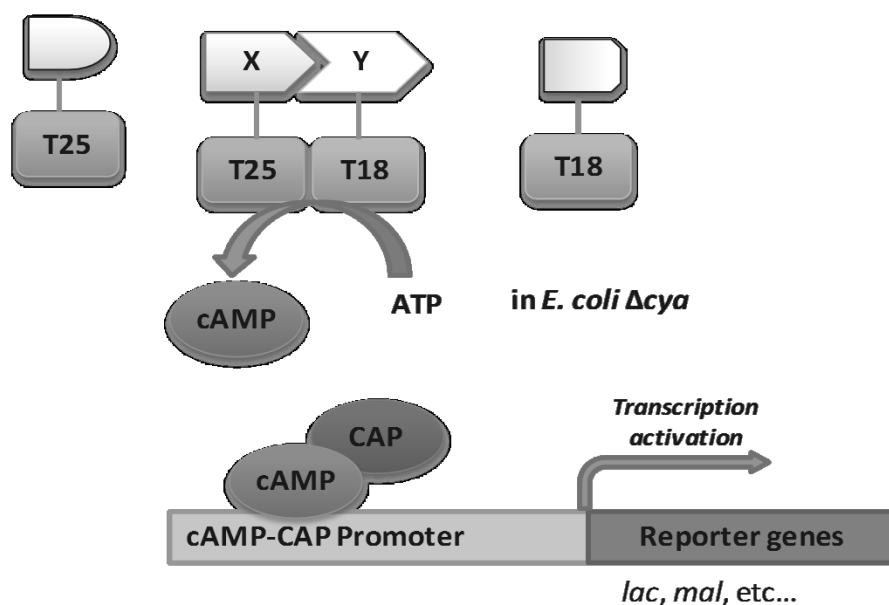 X
Y
T25
T25
T18
T18
cAMP
ATP
in E. coli Δcya
Transcription
activation
CAP
cAMP
cAMP-CAP Promoter
Reporter genes
lac, mal, etc...